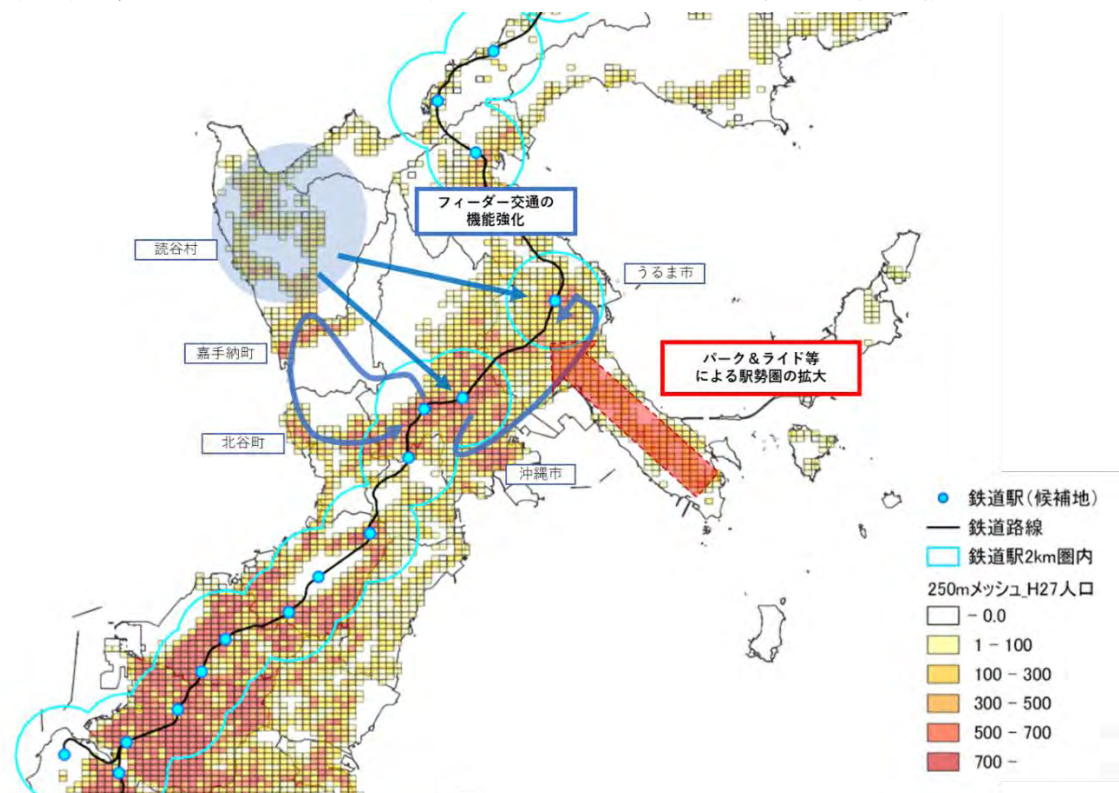 フィーダー交通の
機能強化
読谷村
うるま市
嘉手納町
パーク＆ライド等
による駅勢圏の拡大
北谷町
沖縄市
鉄道駅(候補地)
鉄道路線
鉄道駅2km圏内
250mメッシュ_H27人口
- 0.0
1 - 100
100 - 300
300 - 500
500 - 700
700 -